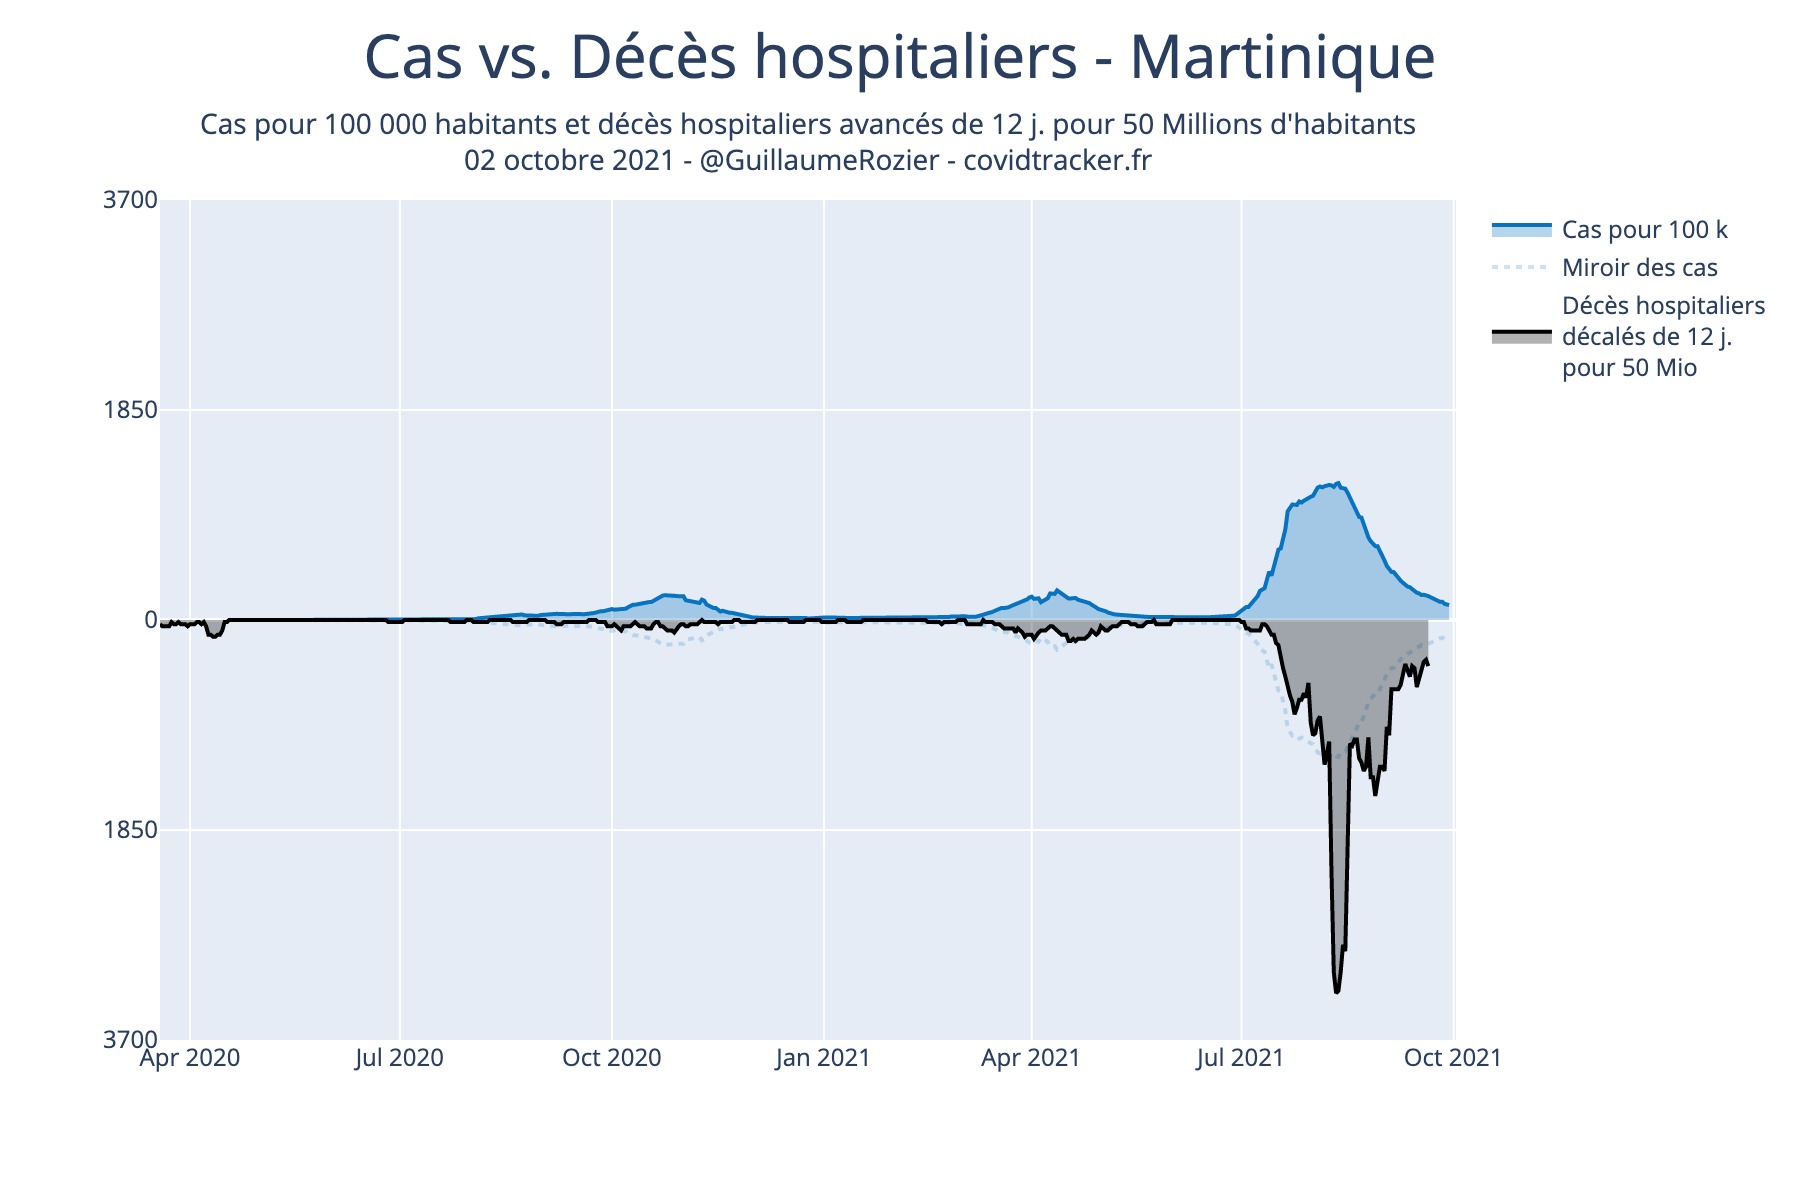 Cas vs. Décès hospitaliers - Martinique
Cas pour 100 000 habitants et décès hospitaliers avancés de 12 j. pour 50 Millions d'habitants
02 octobre 2021 - @GuillaumeRozier - covidtracker.fr
3700
1850
0
1850
3700
Apr 2020
Jul 2020
Oct 2020
Jan 2021
Apr 2021
Jul 2021
Oct 2021
Cas pour 100 k
Miroir des cas
Décès hospitaliers
décalés de 12 j.
pour 50 Mio